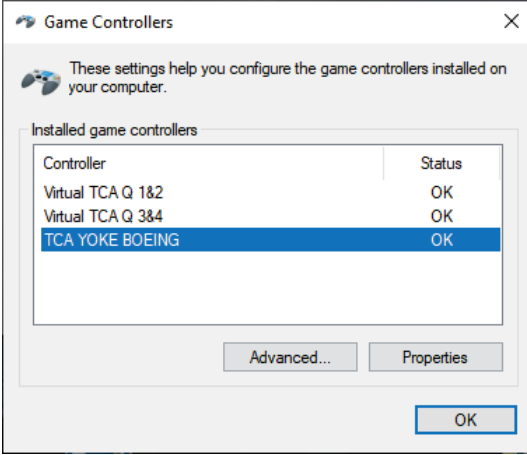 Game Controllers
These settings help you configure the game controllers installed on
your computer.
Installed game controllers
Controller Status
Virtual TCA Q 1&2 OK
Virtual TCA Q 3&4 OK
TCA YOKE BOEING OK
Advanced... Properties
OK